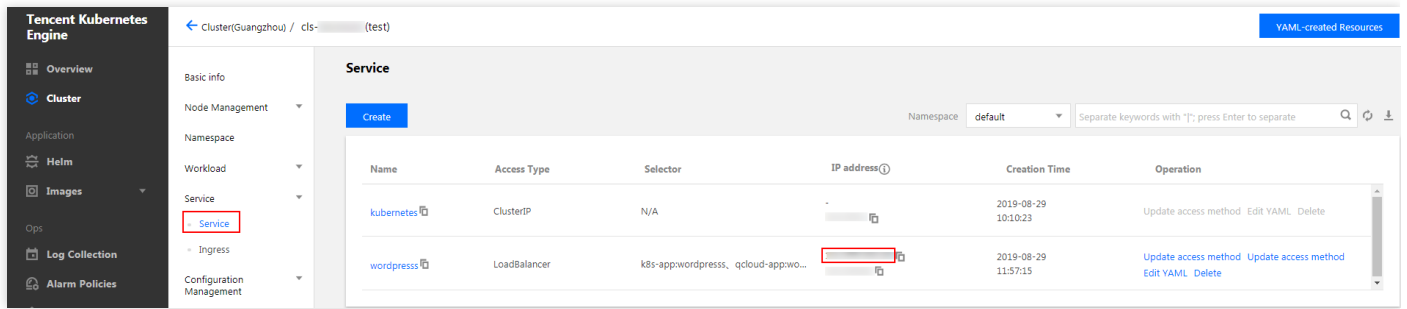 Tencent Kubernetes Engine
Cluster(Guangzhou) / cls- (test)
YAML-created Resources
Overview
Cluster
Application
Helm
Images
Ops
Log Collection
Alarm Policies
Basic info
Node Management
Namespace
Workload
Service
Service
Ingress
Configuration
Management
Service
Create
Namespace default Separate keywords with "|"; press Enter to separate
Name Access Type Selector IP address Creation Time Operation
kubernetes ClusterIP N/A - 2019-08-29
10:10:23
Update access method Edit YAML Delete
wordpresss LoadBalancer k8s-app:wordpresss、qcloud-app:wo... 2019-08-29
11:57:15
Update access method Update access method
Edit YAML Delete